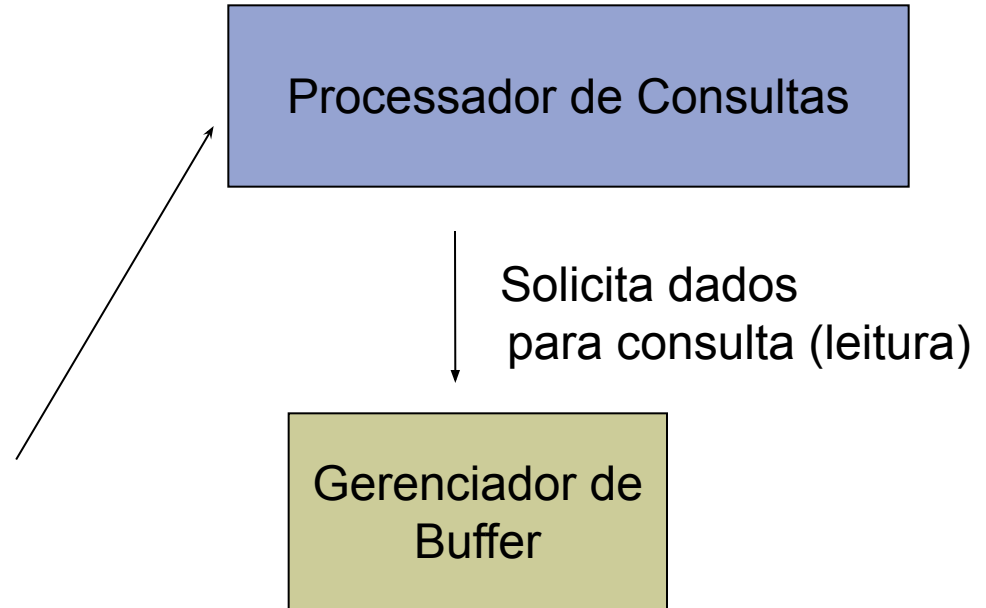 Processador de Consultas
Solicita dados
para consulta (leitura)
Gerenciador de
Buffer